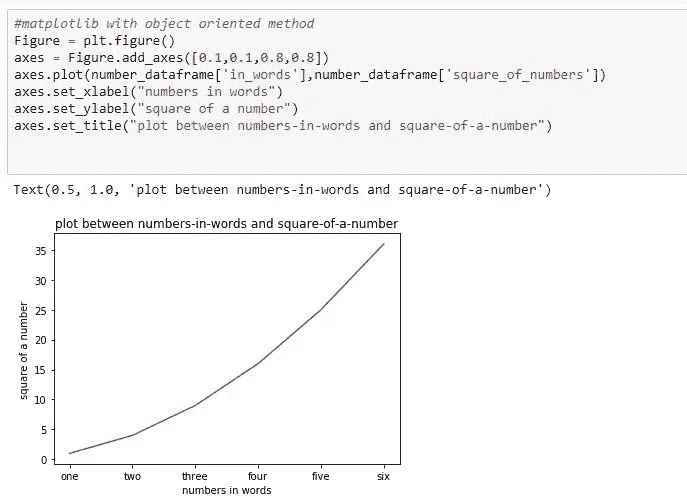 #matplotlib with object oriented method
Figure = plt.figure()
axes = Figure.add_axes([0.1,0.1,0.8,0.8])
axes.plot(number_dataframe['in_words'],number_dataframe['square_of_numbers'])
axes.set_xlabel("numbers in words")
axes.set_ylabel("square of a number")
axes.set_title("plot between numbers-in-words and square-of-a-number")
Text(0.5, 1.0, 'plot between numbers-in-words and square-of-a-number')
plot between numbers-in-words and square-of-a-number
35
30
25
20
15
10
5
0
square of a number
one two three four five six
numbers in words